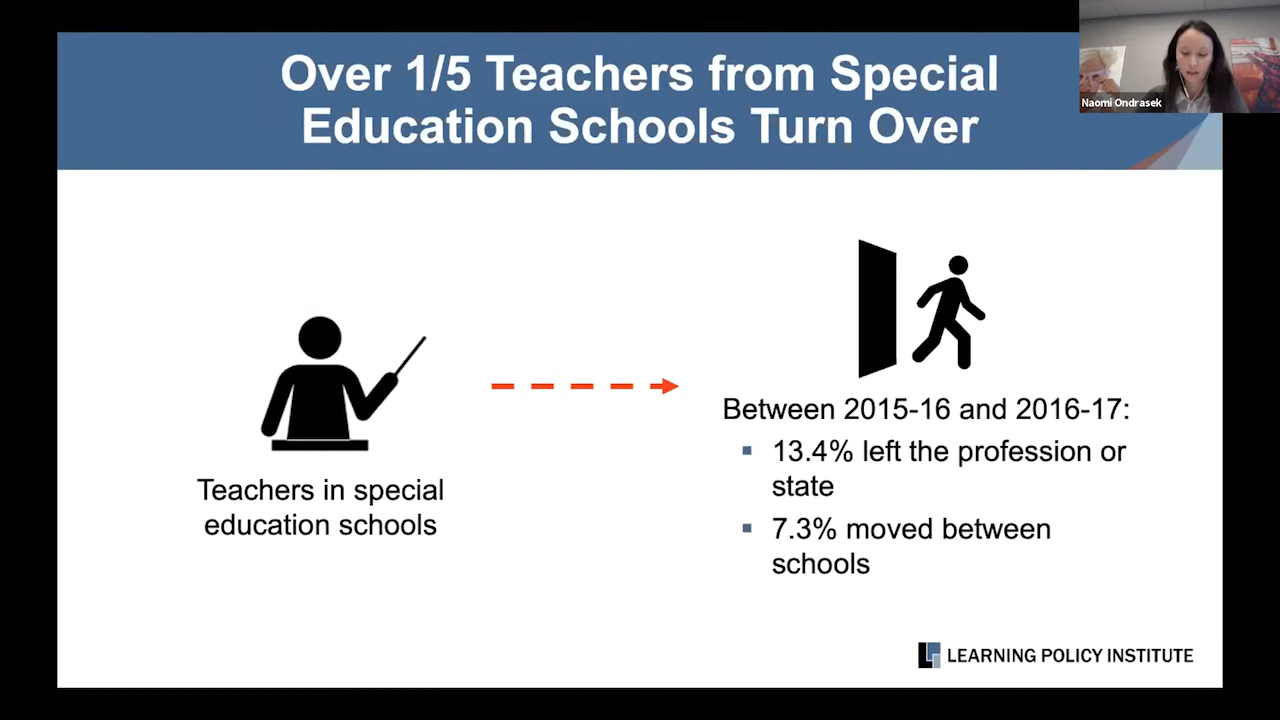 Over 1/5 Teachers from Special
Education Schools Turn Over
Naomi Ondrasek
Teachers in special
education schools
Between 2015-16 and 2016-17:
▪ 13.4% left the profession or
state
▪ 7.3% moved between
schools
LEARNING POLICY INSTITUTE